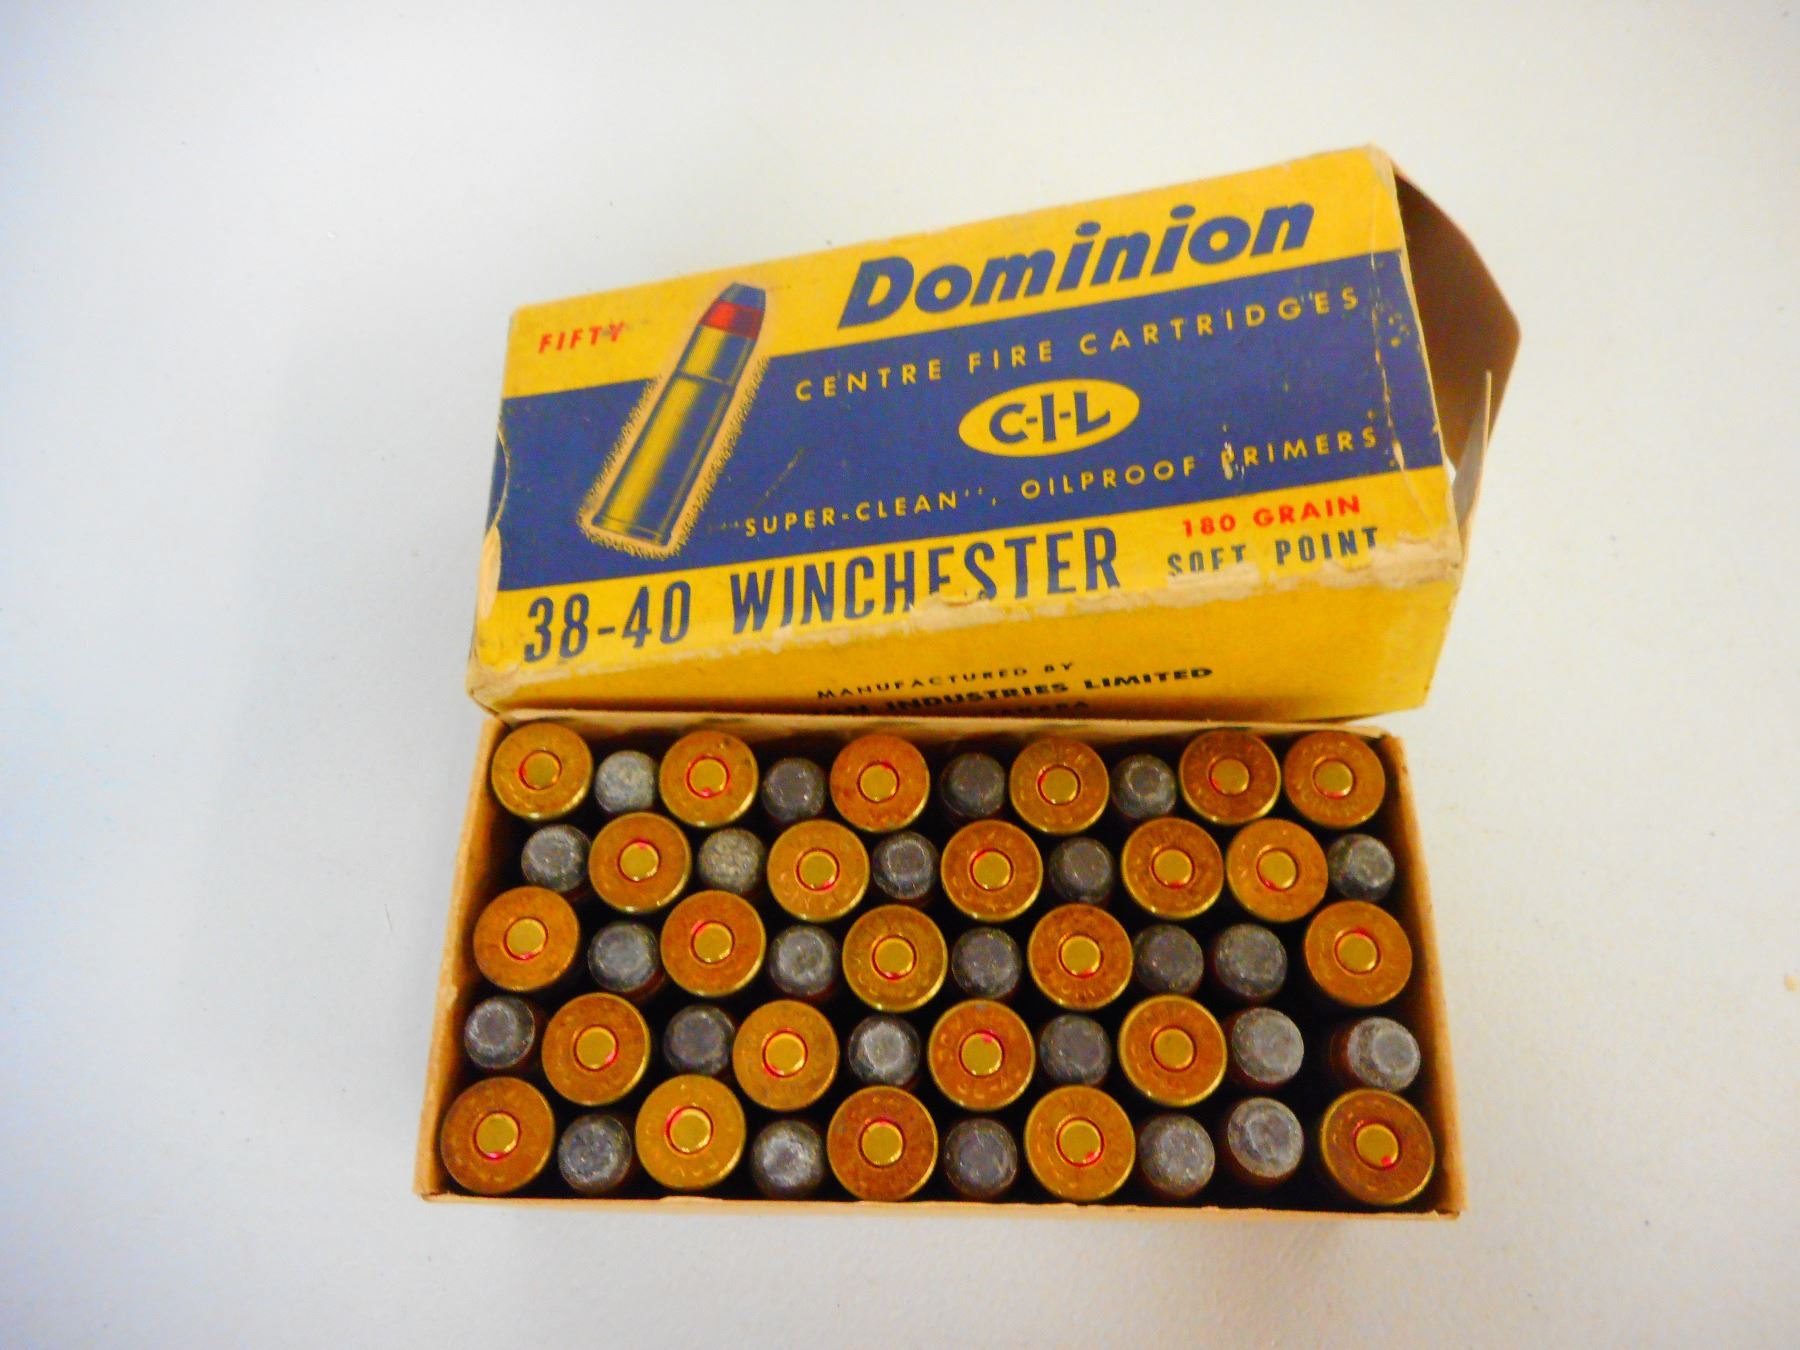 FIFTY
Dominion
CENTRE FIRE CARTRIDGES
C-I-L
"SUPER-CLEAN", OILPROOF PRIMERS
38-40 WINCHESTER
180 GRAIN
SOFT POINT
MANUFACTURED BY
INDUSTRIES LIMITED